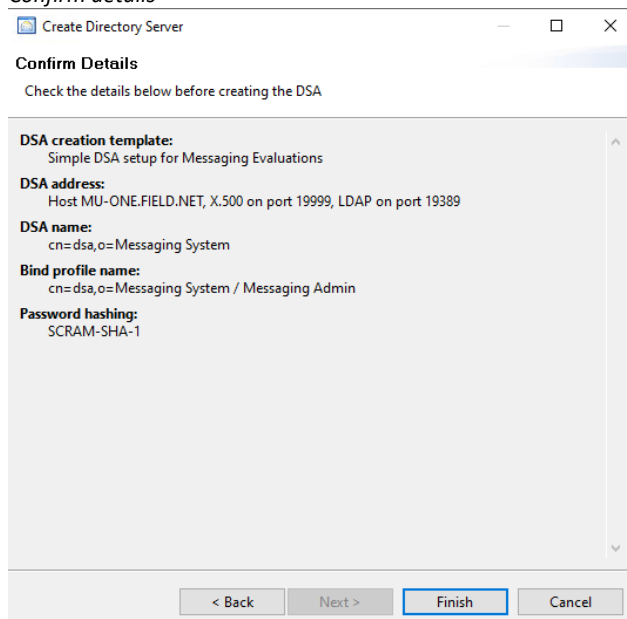 Confirm details
Create Directory Server
Confirm Details
Check the details below before creating the DSA
DSA creation template:
Simple DSA setup for Messaging Evaluations
DSA address:
Host MU-ONE.FIELD.NET, X.500 on port 19999, LDAP on port 19389
DSA name:
cn=dsa,o=Messaging System
Bind profile name:
cn=dsa,o=Messaging System / Messaging Admin
Password hashing:
SCRAM-SHA-1
< Back
Next >
Finish
Cancel